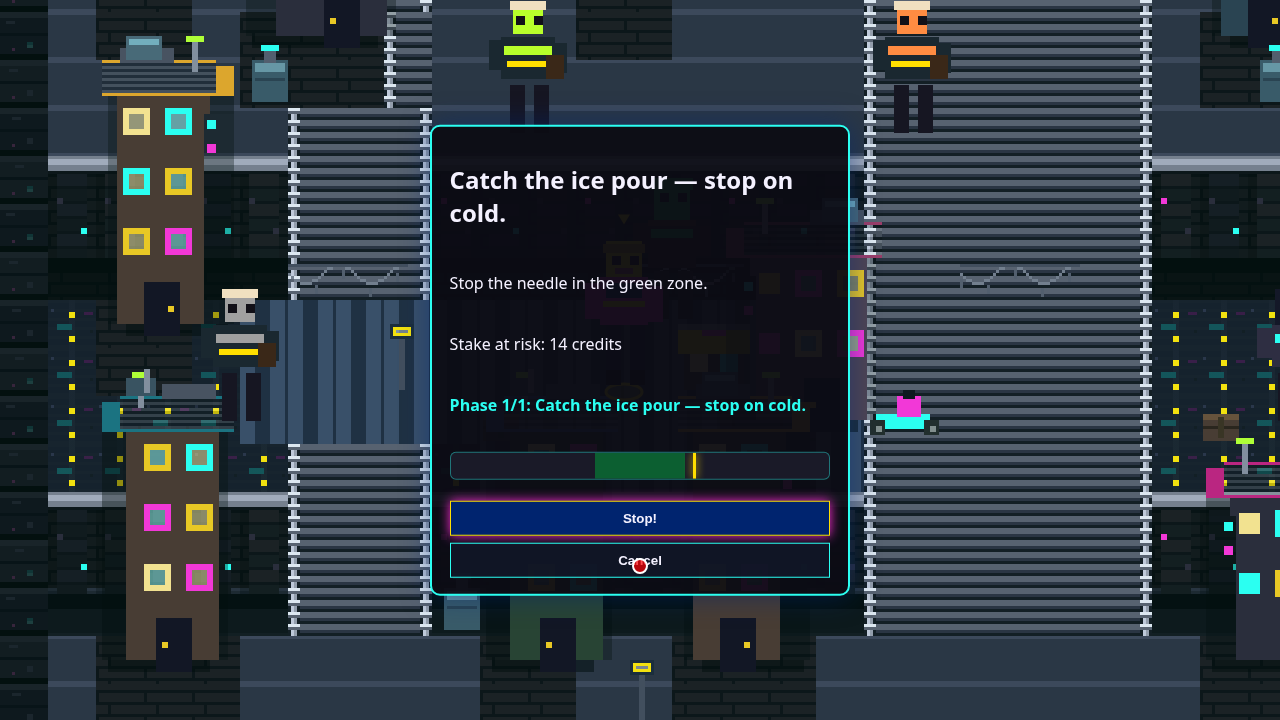 Catch the ice pour — stop on
cold.
Stop the needle in the green zone.
Stake at risk: 14 credits
Phase 1/1: Catch the ice pour — stop on cold.
Stop!
Cancel